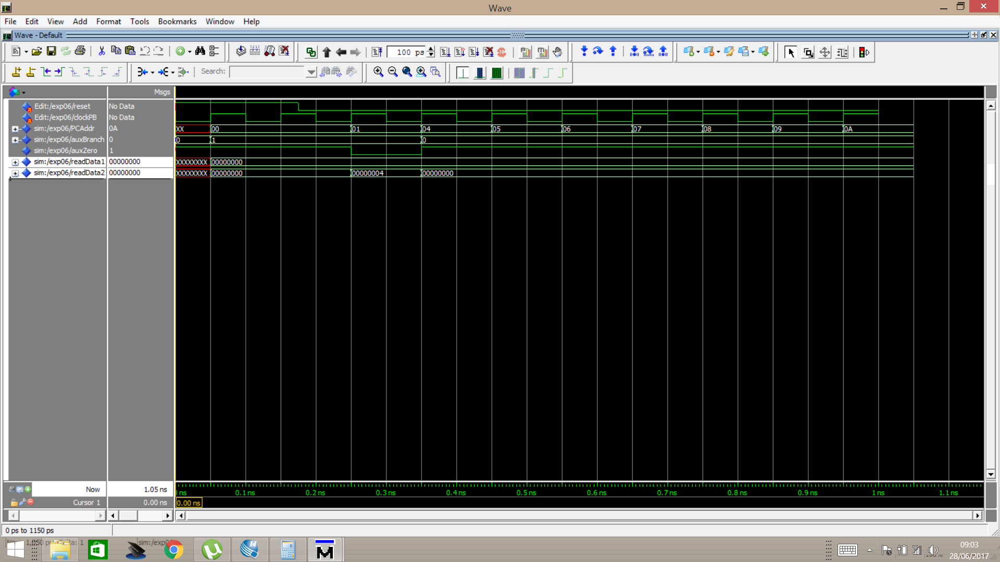 Wave
File Edit View Add Format Tools Bookmarks Window Help
Wave - Default
100 ps
Search:
Msgs
Edit:/exp06/reset No Data
Edit:/exp06/clockPB No Data
sim:/exp06/PCAddr 0A XX 00 01 04 05 06 07 08 09 0A
sim:/exp06/auxBranch 0 0 1 0
sim:/exp06/auxZero 1
sim:/exp06/readData1 00000000 XXXXXXXX 00000000
sim:/exp06/readData2 00000000 XXXXXXXX 00000000 00000004 00000000
Now 1.05 ns ns 0.1 ns 0.2 ns 0.3 ns 0.4 ns 0.5 ns 0.6 ns 0.7 ns 0.8 ns 0.9 ns 1 ns 1.1 ns
Cursor 1 0.00 ns 0.00 ns
0 ps to 1150 ps
sim:/exp0
09:03
28/06/2017